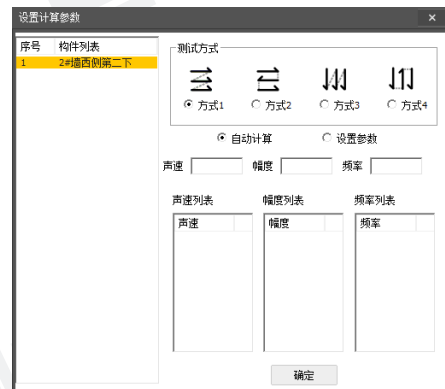 设置计算参数
序号 构件列表
1 2#墙西侧第二下
测试方式
方式1 方式2 方式3 方式4
自动计算 设置参数
声速 幅度 频率
声速列表 幅度列表 频率列表
声速 幅度 频率
确定